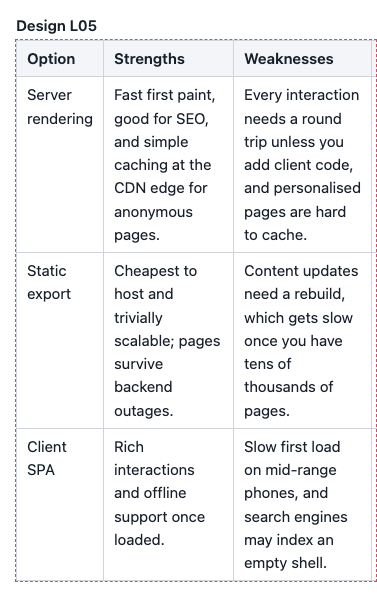 Design L05
Option Strengths Weaknesses
Server rendering
Fast first paint, good for SEO, and simple caching at the CDN edge for anonymous pages.
Every interaction needs a round trip unless you add client code, and personalised pages are hard to cache.
Static export
Cheapest to host and trivially scalable; pages survive backend outages.
Content updates need a rebuild, which gets slow once you have tens of thousands of pages.
Client SPA
Rich interactions and offline support once loaded.
Slow first load on mid-range phones, and search engines may index an empty shell.